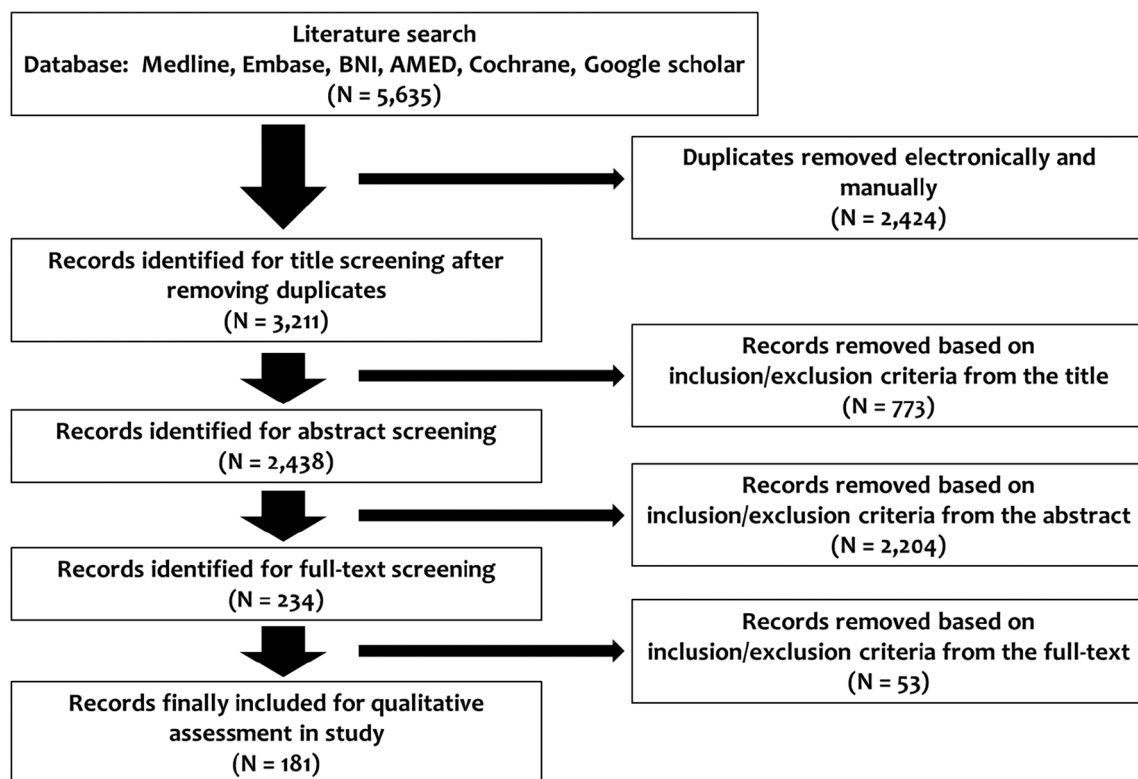 Literature search
Database:  Medline, Embase, BNI, AMED, Cochrane, Google scholar
(N = 5,635)
Duplicates removed electronically and
manually
(N = 2,424)
Records identified for title screening after
removing duplicates
(N = 3,211)
Records removed based on
inclusion/exclusion criteria from the title
(N = 773)
Records identified for abstract screening
(N = 2,438)
Records removed based on
inclusion/exclusion criteria from the abstract
(N = 2,204)
Records identified for full-text screening
(N = 234)
Records removed based on
inclusion/exclusion criteria from the full-text
(N = 53)
Records finally included for qualitative
assessment in study
(N = 181)